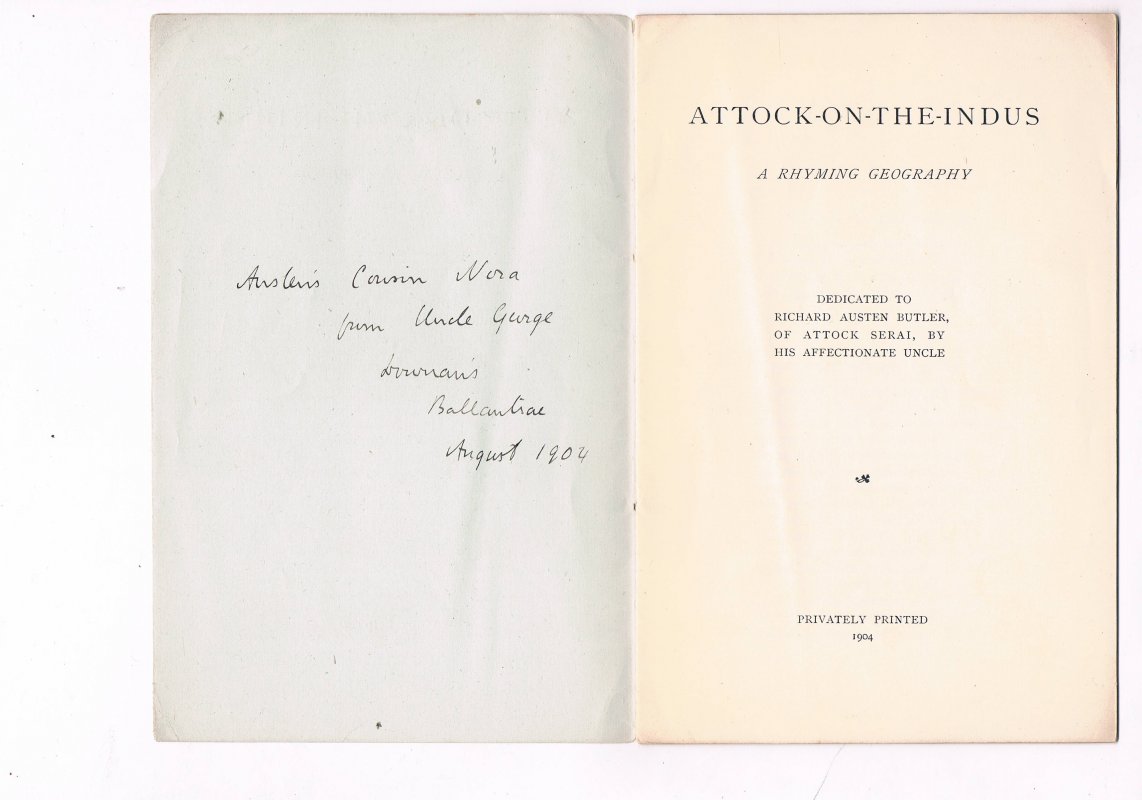 Austen's Cousin Nora
from Uncle George
Downan's
Ballantrae
August 1904
ATTOCK-ON-THE-INDUS
A RHYMING GEOGRAPHY
DEDICATED TO
RICHARD AUSTEN BUTLER,
OF ATTOCK SERAI, BY
HIS AFFECTIONATE UNCLE
PRIVATELY PRINTED
1904